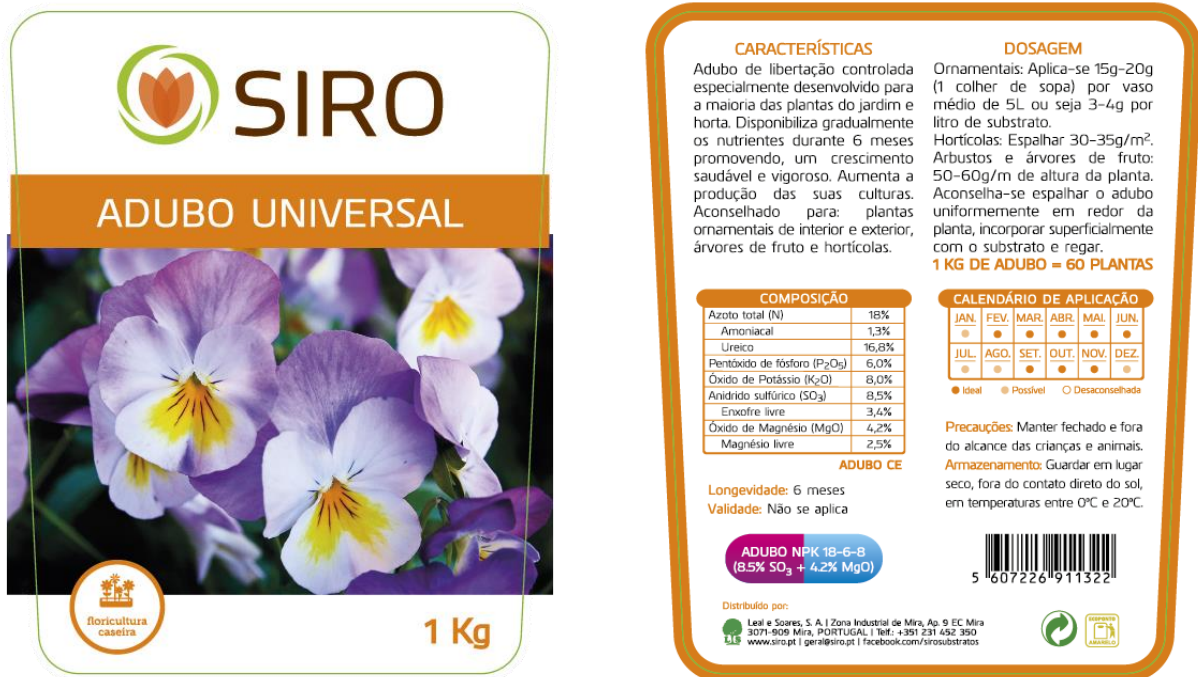 SIRO
ADUBO UNIVERSAL
floricultura
caseira
1 Kg
CARACTERÍSTICAS
Adubo de libertação controlada
especialmente desenvolvido para
a maioria das plantas do jardim e
horta. Disponibiliza gradualmente
os nutrientes durante 6 meses
promovendo, um crescimento
saudável e vigoroso. Aumenta a
produção das suas culturas.
Aconselhado para: plantas
ornamentais de interior e exterior,
árvores de fruto e hortícolas.
DOSAGEM
Ornamentais: Aplica-se 15g-20g
(1 colher de sopa) por vaso
médio de 5L ou seja 3-4g por
litro de substrato.
Hortícolas: Espalhar 30-35g/m².
Arbustos e árvores de fruto:
50-60g/m de altura da planta.
Aconselha-se espalhar o adubo
uniformemente em redor da
planta, incorporar superficialmente
com o substrato e regar.
1 KG DE ADUBO = 60 PLANTAS
COMPOSIÇÃO
Azoto total (N) 18%
Amoniacal 1,3%
Ureico 16,8%
Pentóxido de fósforo (P₂O₅) 6,0%
Óxido de Potássio (K₂O) 8,0%
Anidrido sulfúrico (SO₃) 8,5%
Enxofre livre 3,4%
Óxido de Magnésio (MgO) 4,2%
Magnésio livre 2,5%
ADUBO CE
Longevidade: 6 meses
Validade: Não se aplica
ADUBO NPK 18-6-8
(8.5% SO₃ + 4.2% MgO)
CALENDÁRIO DE APLICAÇÃO
JAN. FEV. MAR. ABR. MAI. JUN.
JUL. AGO. SET. OUT. NOV. DEZ.
Ideal Possível Desaconselhada
Precauções: Manter fechado e fora
do alcance das crianças e animais.
Armazenamento: Guardar em lugar
seco, fora do contato direto do sol,
em temperaturas entre 0ºC e 20ºC.
5 607226 911322
Distribuído por:
Leal e Soares, S. A. | Zona Industrial de Mira, Ap. 9 EC Mira
3071-909 Mira, PORTUGAL | Telf.: +351 231 452 350
www.siro.pt | geral@siro.pt | facebook.com/sirosubstratos
ECOPONTO
AMARELO